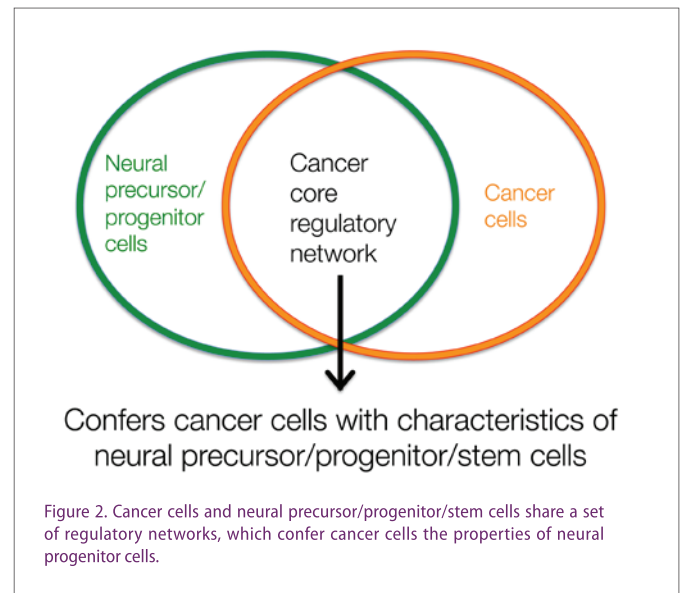 Neural
precursor/
progenitor
cells
Cancer
core
regulatory
network
Cancer
cells
Confers cancer cells with characteristics of
neural precursor/progenitor/stem cells
Figure 2. Cancer cells and neural precursor/progenitor/stem cells share a set
of regulatory networks, which confer cancer cells the properties of neural
progenitor cells.